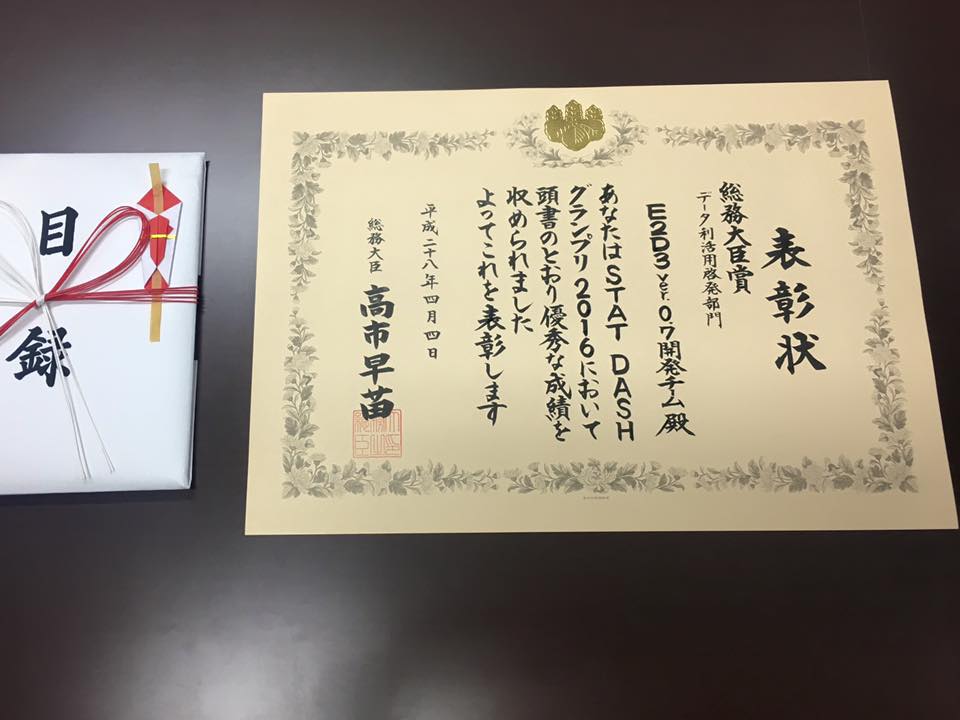 表彰状
総務大臣賞
データ利活用啓発部門
E2D3 ver.07開発チーム 殿
あなたはSTAT DASH
グランプリ2016において
頭書のとおり優秀な成績を
収められました
よってこれを表彰します
平成二十八年四月四日
総務大臣 高市早苗
目録